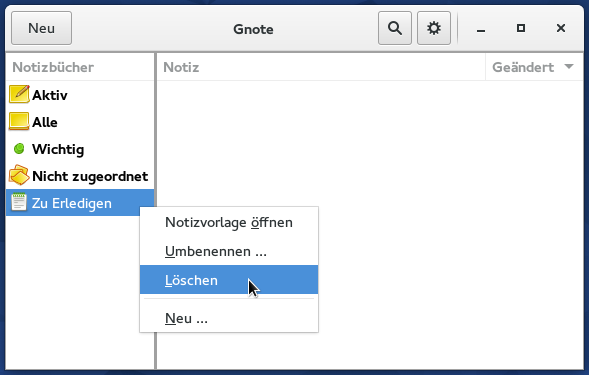 Neu
Gnote
Notizbücher
Notiz
Geändert
Aktiv
Alle
Wichtig
Nicht zugeordnet
Zu Erledigen
Notizvorlage öffnen
Umbenennen ...
Löschen
Neu ...